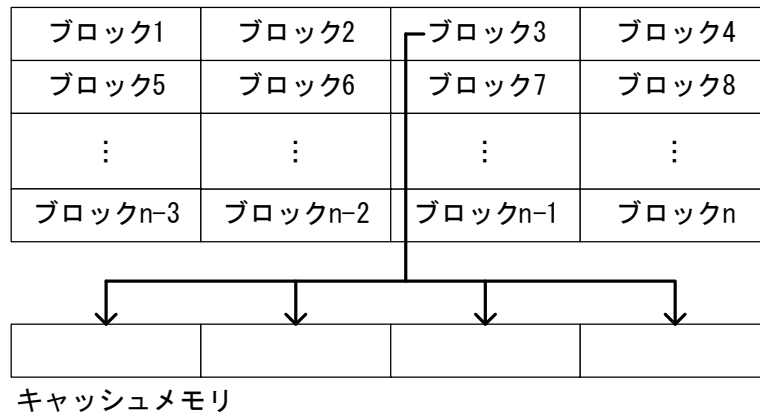 ブロック1 ブロック2 ブロック3 ブロック4
ブロック5 ブロック6 ブロック7 ブロック8
⋮ ⋮ ⋮ ⋮
ブロックn-3 ブロックn-2 ブロックn-1 ブロックn
キャッシュメモリ